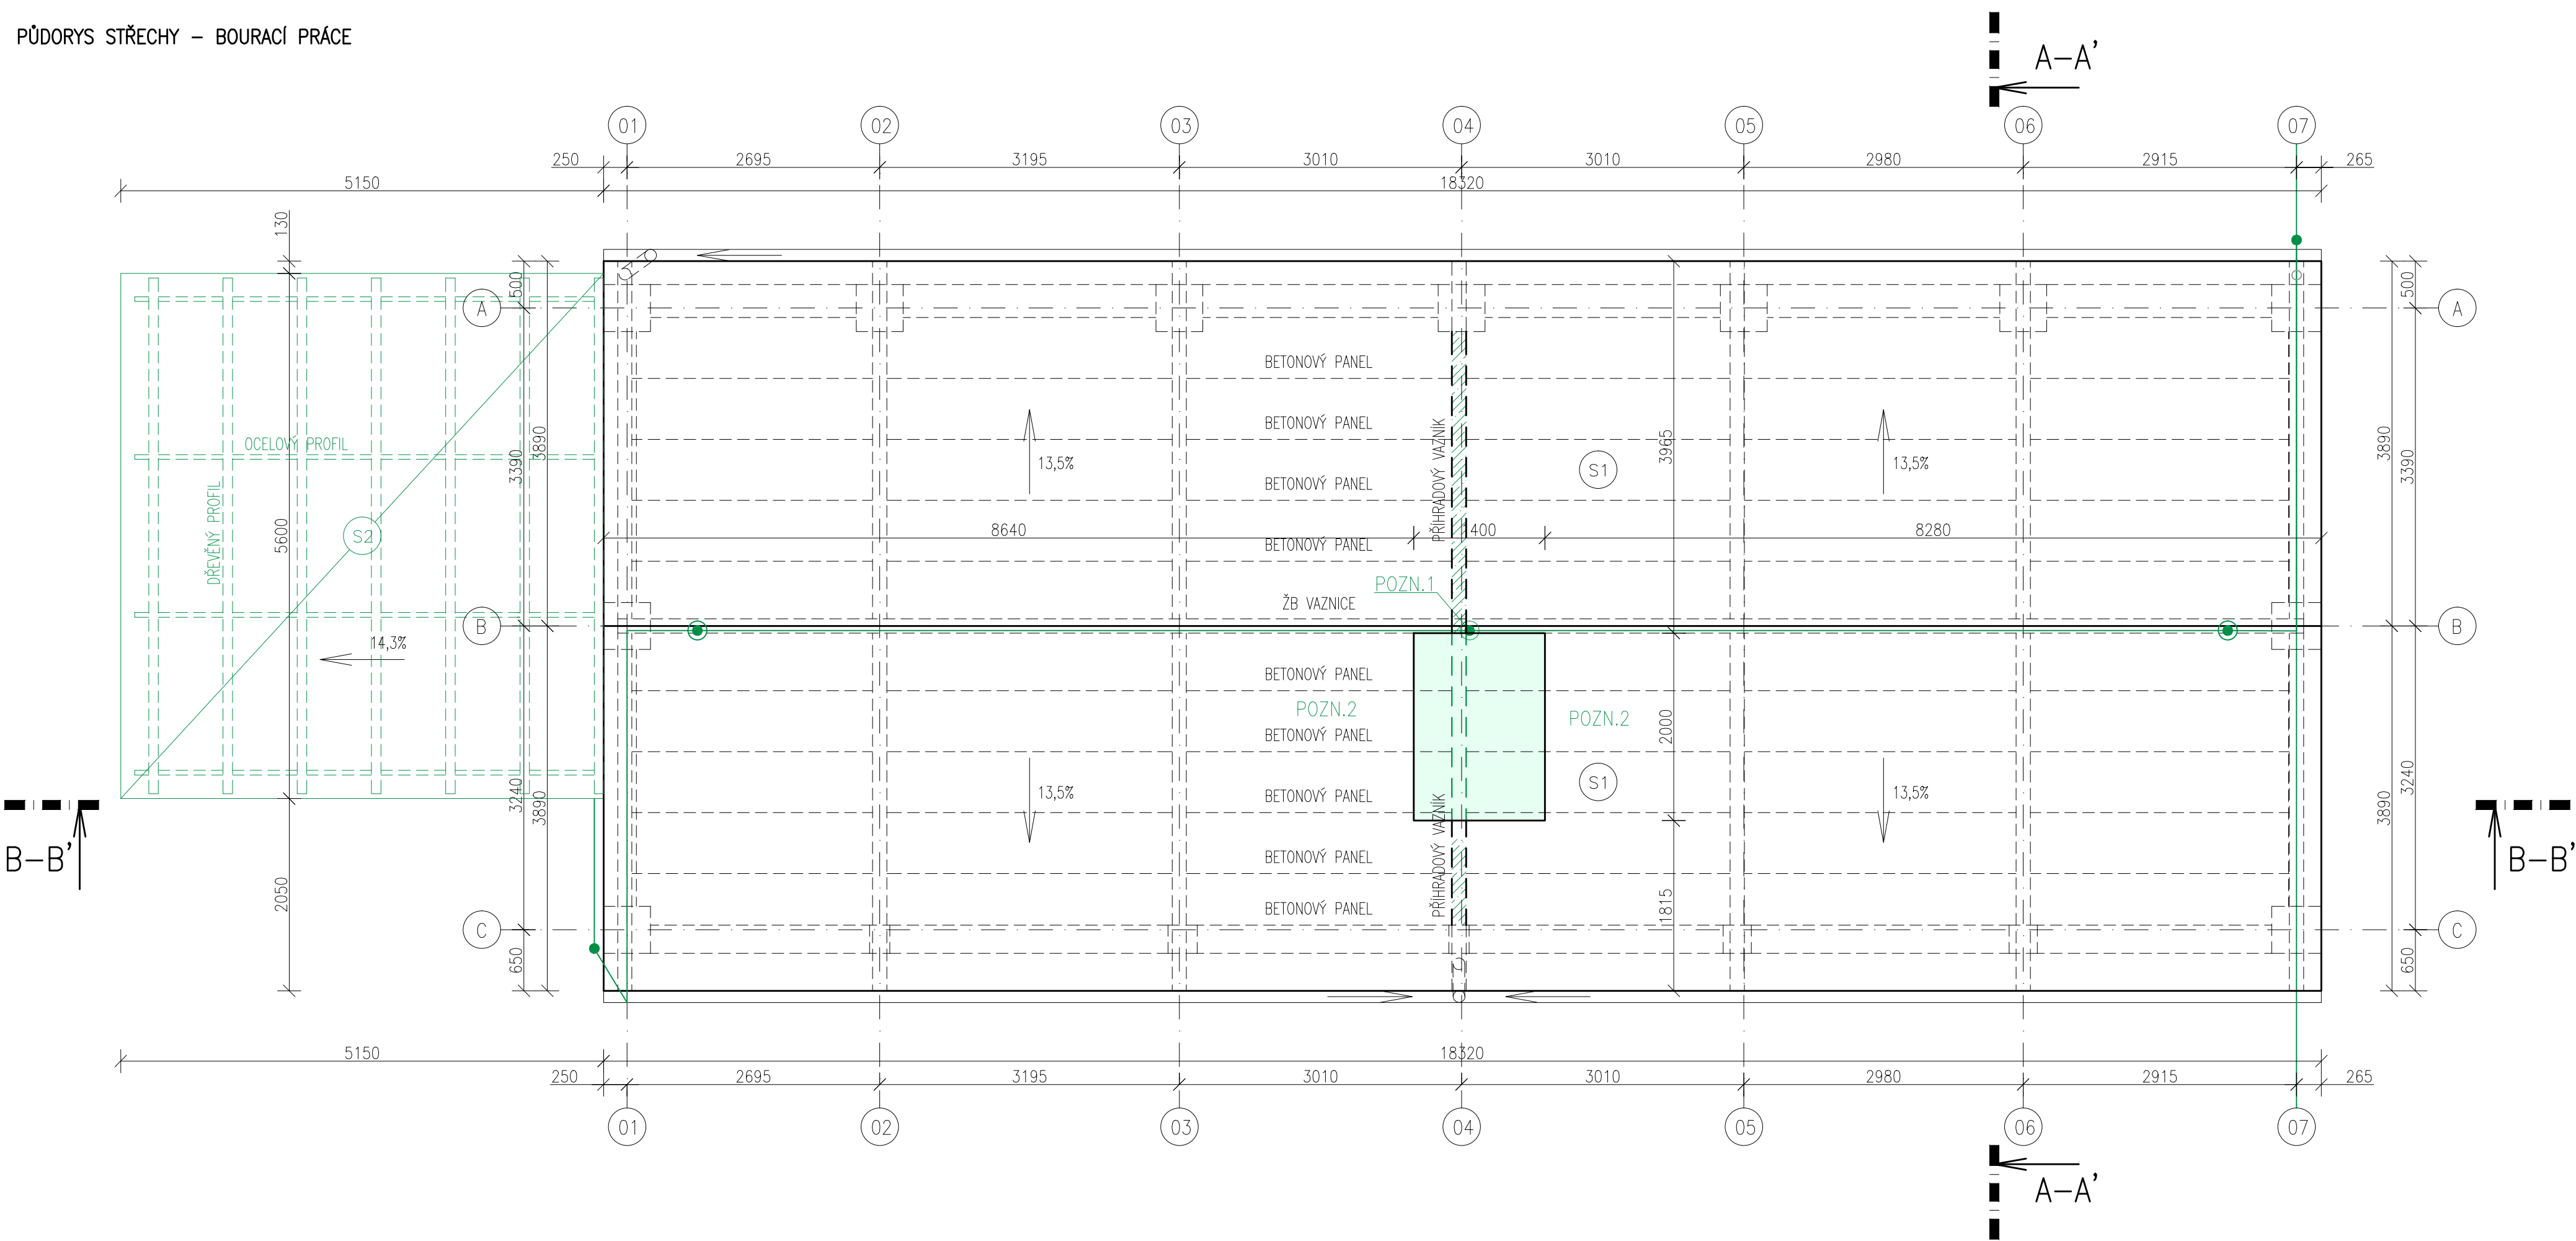 PŮDORYS STŘECHY – BOURACÍ PRÁCE
A–A'
01 02 03 04 05 06 07
250 2695 3195 3010 3010 2980 2915 265
5150 18320
130
500 500
A A
BETONOVÝ PANEL
BETONOVÝ PANEL
OCELOVÝ PROFIL
3390 3890 3965 3890 3390
13,5% 13,5%
S1
PŘÍHRADOVÝ VAZNÍK
BETONOVÝ PANEL
DŘEVĚNÝ PROFIL
5600
S2
8640 400 8280
BETONOVÝ PANEL
POZN.1
ŽB VAZNICE
B B
14,3%
BETONOVÝ PANEL
POZN.2 POZN.2
2000
BETONOVÝ PANEL
S1
3240 3890 3890 3240
13,5% 13,5%
BETONOVÝ PANEL
PŘÍHRADOVÝ VAZNÍK
B–B' B–B'
BETONOVÝ PANEL
2050
1815
BETONOVÝ PANEL
C C
650 650
5150 18320
250 2695 3195 3010 3010 2980 2915 265
01 02 03 04 05 06 07
A–A'